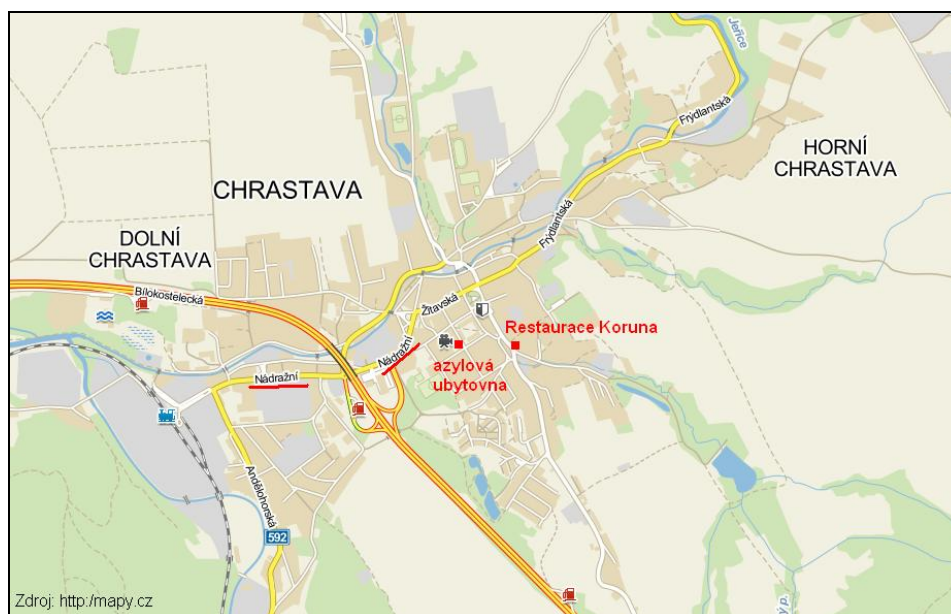 Jeřice
Frýdlantská
HORNÍ
CHRASTAVA
CHRASTAVA
Frýdlantská
DOLNÍ
CHRASTAVA
Bílokostelecká
Žitavská
Restaurace Koruna
Nádražní
azylová
ubytovna
Nádražní
Andělohorská
592
Zdroj: http:/mapy.cz